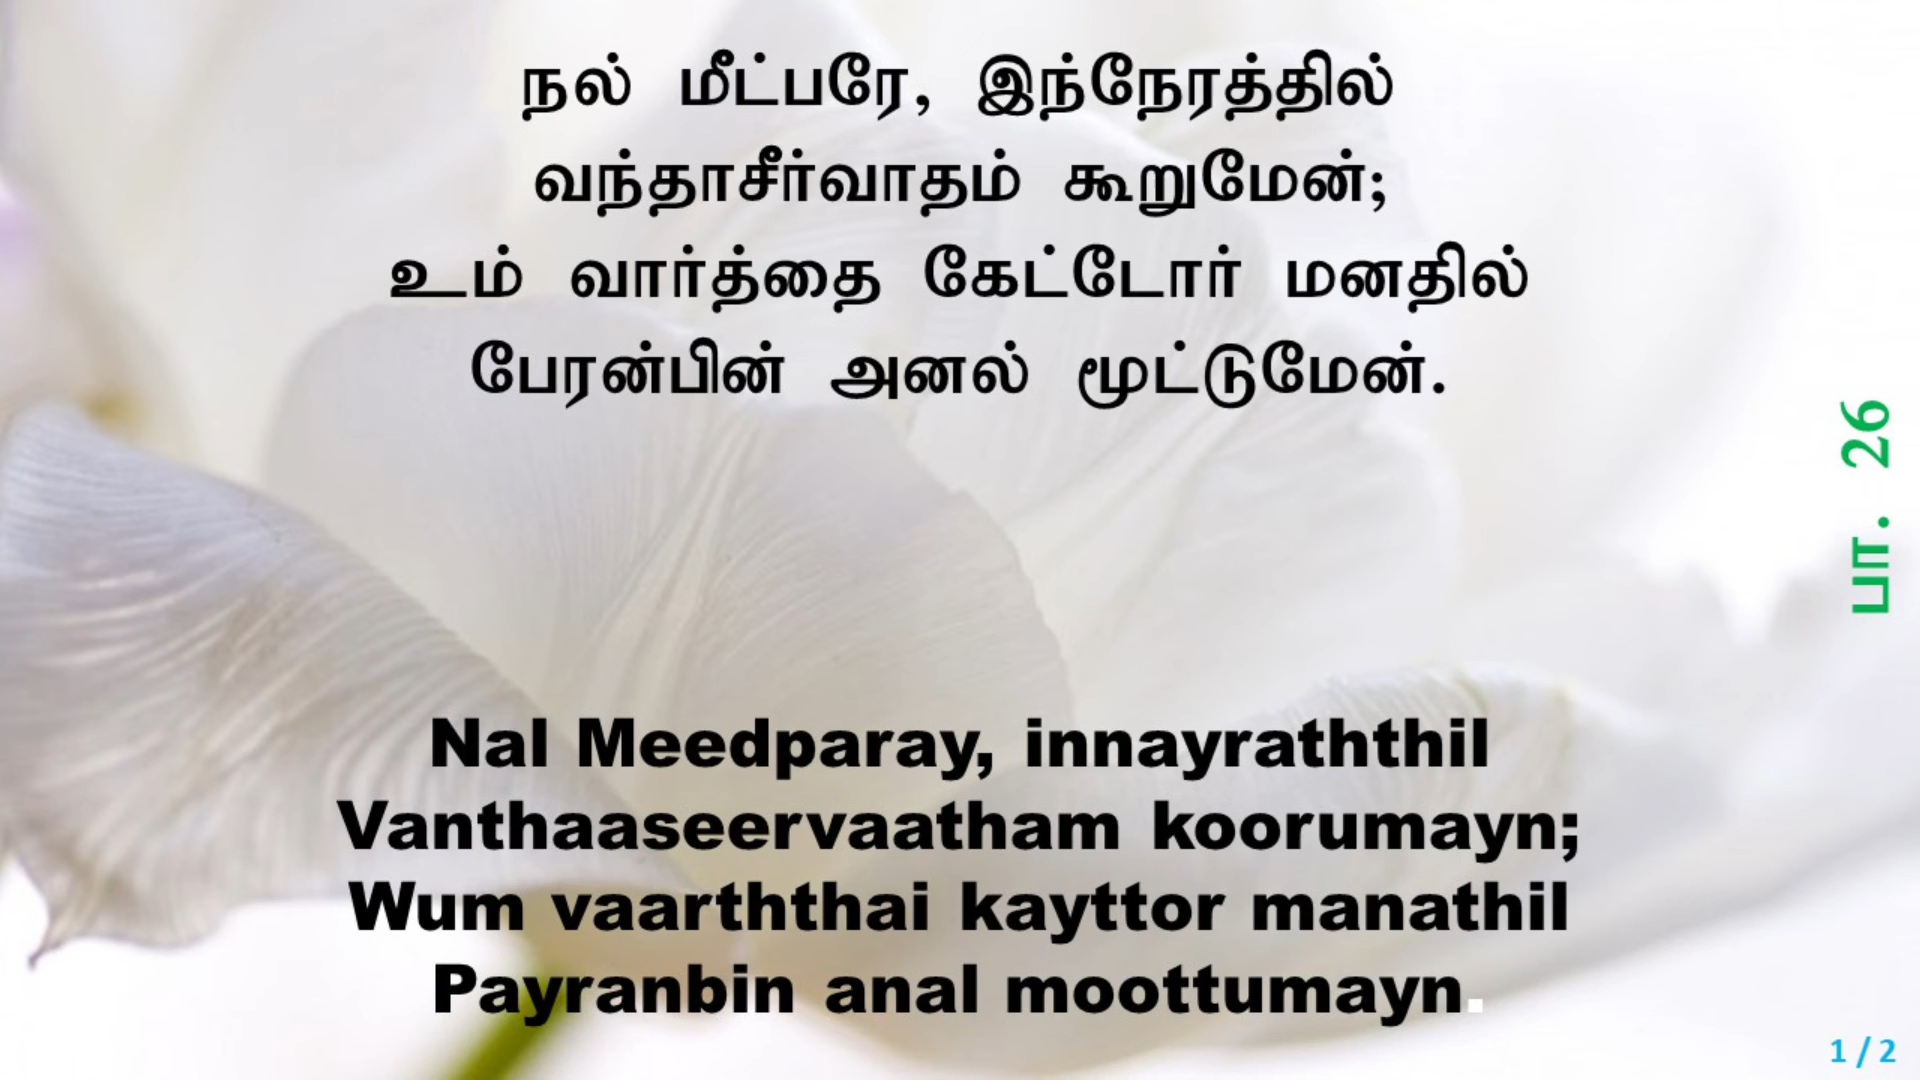 நல் மீட்பரே, இந்நேரத்தில்
வந்தாசீர்வாதம் கூறுமேன்;
உம் வார்த்தை கேட்டோர் மனதில்
பேரன்பின் அனல் மூட்டுமேன்.
பா. 26
Nal Meedparay, innayraththil
Vanthaaseervaatham koorumayn;
Wum vaarththai kayttor manathil
Payranbin anal moottumayn.
1 / 2